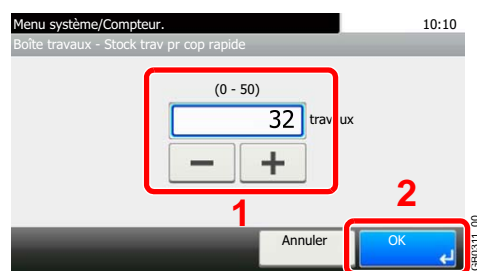 Menu système/Compteur. 10:10
Boîte travaux - Stock trav pr cop rapide
(0 - 50)
32 travaux
− +
1
2
Annuler OK
GB0311_00